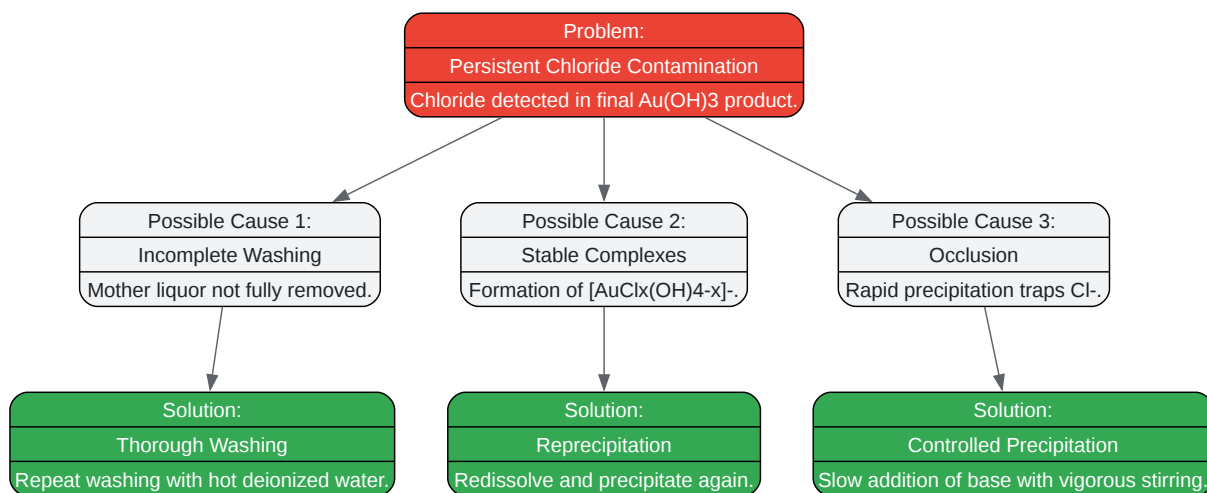 Problem:
Persistent Chloride Contamination
Chloride detected in final Au(OH)3 product.
Possible Cause 1:
Incomplete Washing
Mother liquor not fully removed.
Possible Cause 2:
Stable Complexes
Formation of [AuClx(OH)4-x]-.
Possible Cause 3:
Occlusion
Rapid precipitation traps Cl-.
Solution:
Thorough Washing
Repeat washing with hot deionized water.
Solution:
Reprecipitation
Redissolve and precipitate again.
Solution:
Controlled Precipitation
Slow addition of base with vigorous stirring.